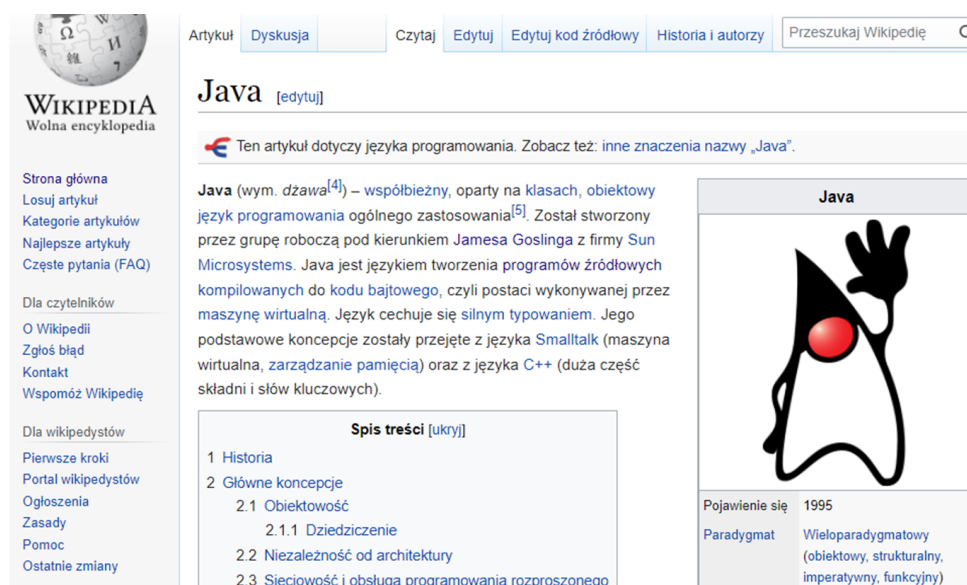 WIKIPEDIA
Wolna encyklopedia
Strona główna
Losuj artykuł
Kategorie artykułów
Najlepsze artykuły
Częste pytania (FAQ)
Dla czytelników
O Wikipedii
Zgłoś błąd
Kontakt
Wspomóż Wikipedię
Dla wikipedystów
Pierwsze kroki
Portal wikipedystów
Ogłoszenia
Zasady
Pomoc
Ostatnie zmiany
Artykuł Dyskusja Czytaj Edytuj Edytuj kod źródłowy Historia i autorzy Przeszukaj Wikipedię
Java [edytuj]
Ten artykuł dotyczy języka programowania. Zobacz też: inne znaczenia nazwy „Java”.
Java (wym. dżawa[4]) – współbieżny, oparty na klasach, obiektowy
język programowania ogólnego zastosowania[5]. Został stworzony
przez grupę roboczą pod kierunkiem Jamesa Goslinga z firmy Sun
Microsystems. Java jest językiem tworzenia programów źródłowych
kompilowanych do kodu bajtowego, czyli postaci wykonywanej przez
maszynę wirtualną. Język cechuje się silnym typowaniem. Jego
podstawowe koncepcje zostały przejęte z języka Smalltalk (maszyna
wirtualna, zarządzanie pamięcią) oraz z języka C++ (duża część
składni i słów kluczowych).
Spis treści [ukryj]
1 Historia
2 Główne koncepcje
2.1 Obiektowość
2.1.1 Dziedziczenie
2.2 Niezależność od architektury
2.3 Sieciowość i obsługa programowania rozproszonego
Java
Pojawienie się 1995
Paradygmat Wieloparadygmatowy
(obiektowy, strukturalny,
imperatywny, funkcyjny)